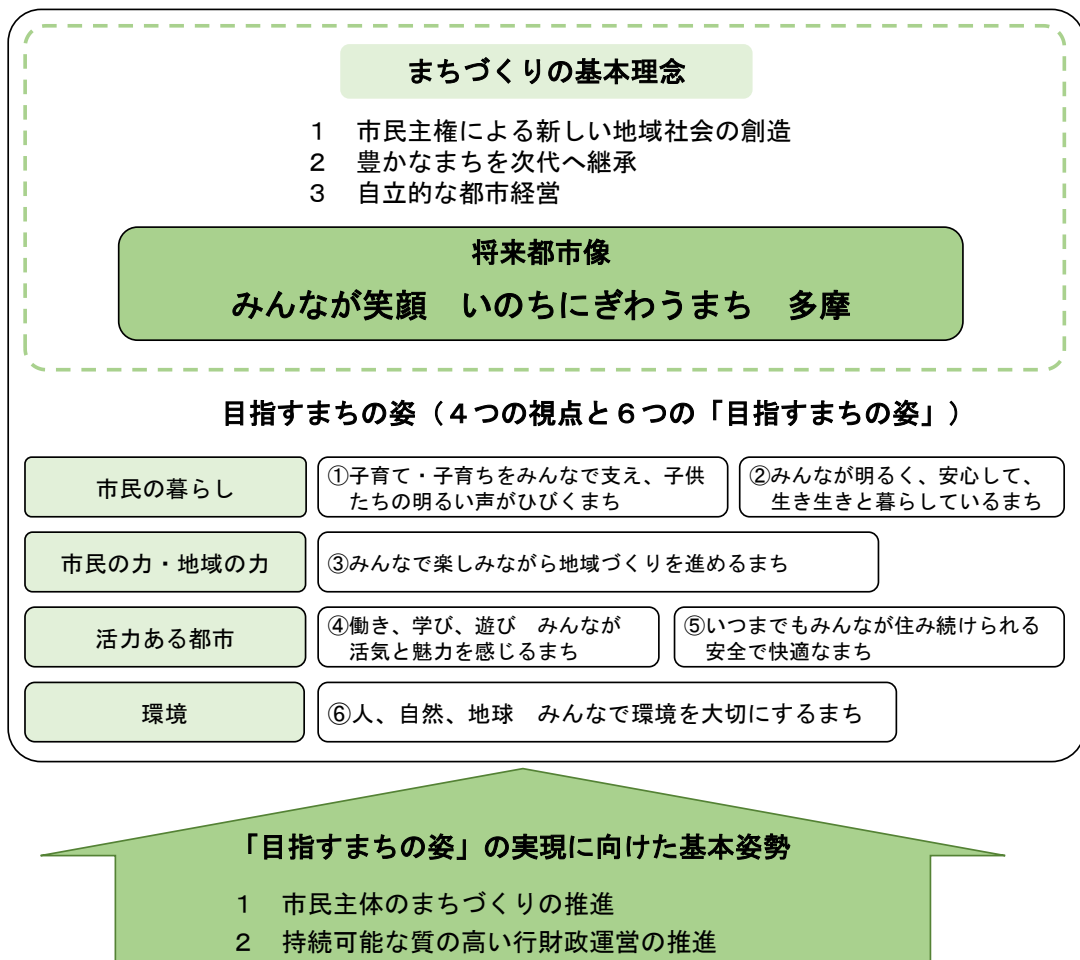 まちづくりの基本理念
1　市民主権による新しい地域社会の創造
2　豊かなまちを次代へ継承
3　自立的な都市経営
将来都市像
みんなが笑顔　いのちにぎわうまち　多摩
目指すまちの姿（４つの視点と６つの「目指すまちの姿」）
市民の暮らし
①子育て・子育ちをみんなで支え、子供
たちの明るい声がひびくまち
②みんなが明るく、安心して、
生き生きと暮らしているまち
市民の力・地域の力
③みんなで楽しみながら地域づくりを進めるまち
活力ある都市
④働き、学び、遊び　みんなが
活気と魅力を感じるまち
⑤いつまでもみんなが住み続けられる
安全で快適なまち
環境
⑥人、自然、地球　みんなで環境を大切にするまち
「目指すまちの姿」の実現に向けた基本姿勢
1　市民主体のまちづくりの推進
2　持続可能な質の高い行財政運営の推進